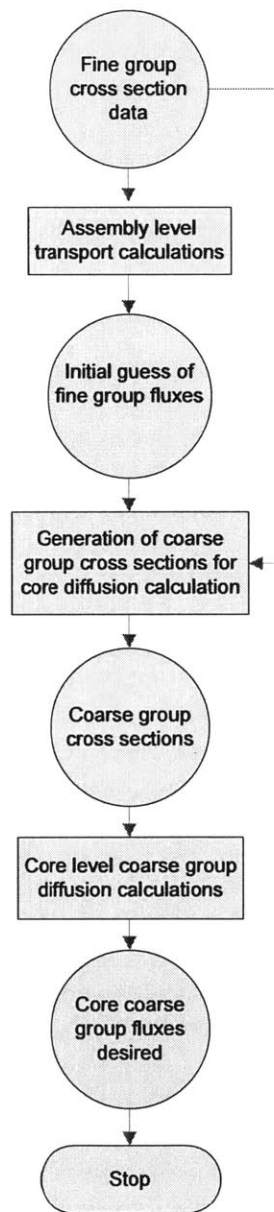 Fine group
cross section
data
Assembly level
transport calculations
Initial guess of
fine group fluxes
Generation of coarse
group cross sections for
core diffusion calculation
Coarse group
cross sections
Core level coarse group
diffusion calculations
Core coarse
group fluxes
desired
Stop